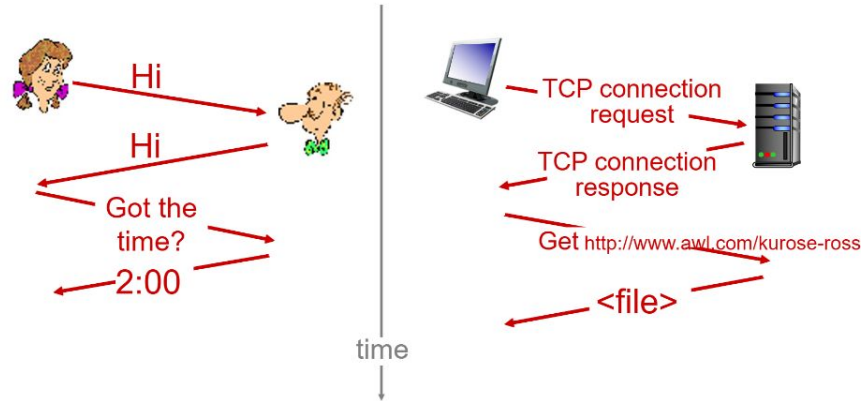 Hi
Hi
Got the
time?
2:00
time
TCP connection
request
TCP connection
response
Get http://www.awl.com/kurose-ross
<file>